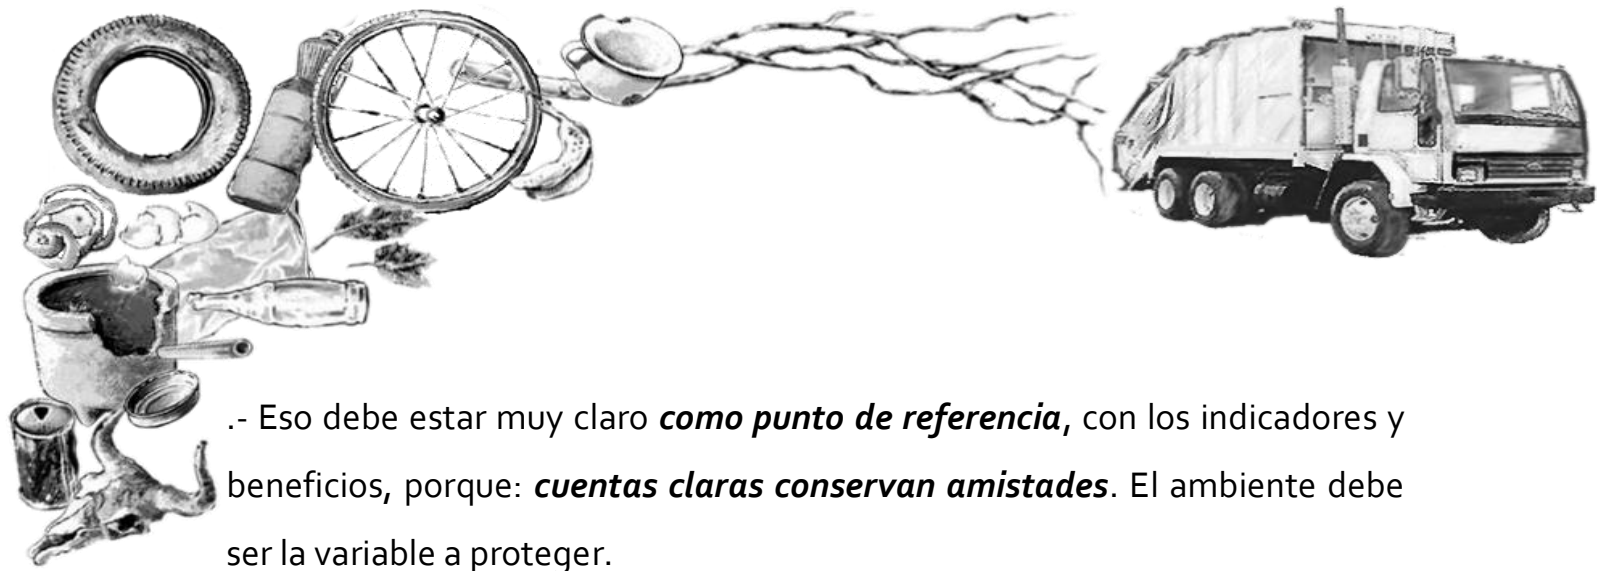 .- Eso debe estar muy claro como punto de referencia, con los indicadores y
beneficios, porque: cuentas claras conservan amistades. El ambiente debe
ser la variable a proteger.